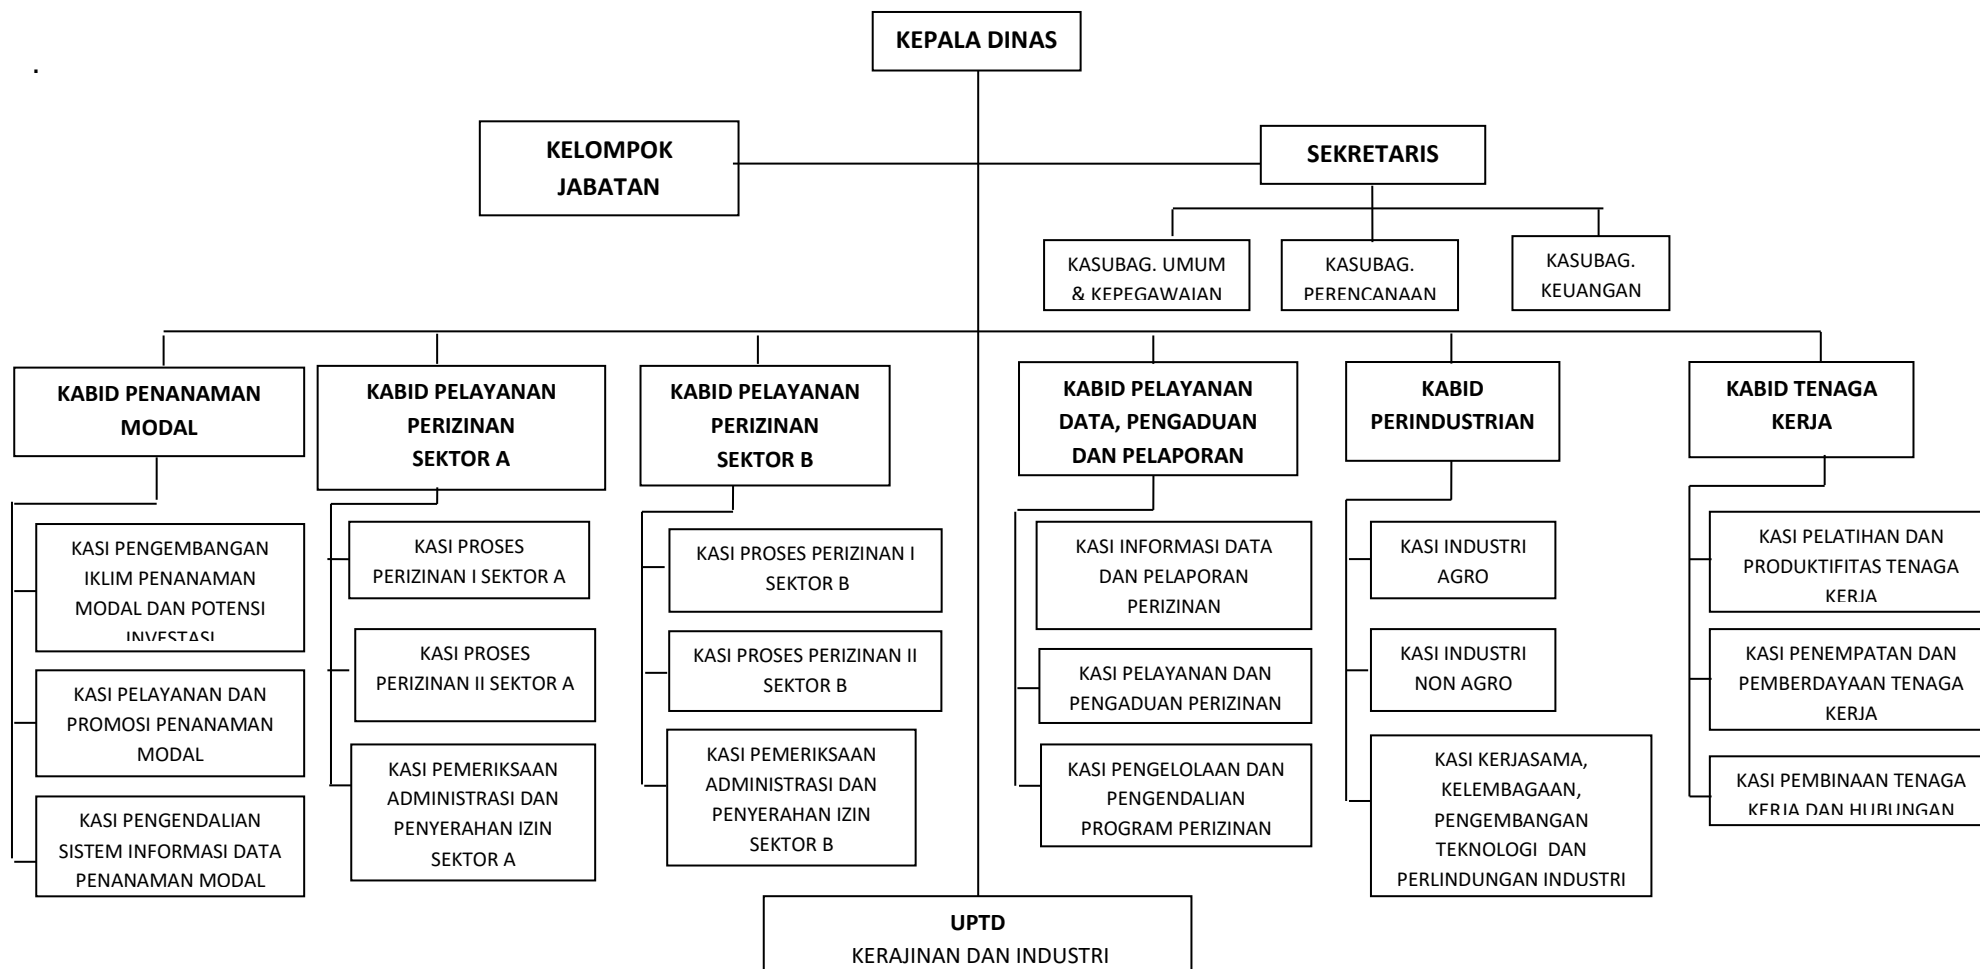 KEPALA DINAS
.
KELOMPOK
JABATAN
SEKRETARIS
KASUBAG. UMUM
& KEPEGAWAIAN
KASUBAG.
PERENCANAAN
KASUBAG.
KEUANGAN
KABID PENANAMAN
MODAL
KABID PELAYANAN
PERIZINAN
SEKTOR A
KABID PELAYANAN
PERIZINAN
SEKTOR B
KABID PELAYANAN
DATA, PENGADUAN
DAN PELAPORAN
KABID
PERINDUSTRIAN
KABID TENAGA
KERJA
KASI PENGEMBANGAN
IKLIM PENANAMAN
MODAL DAN POTENSI
INVESTASI
KASI PELAYANAN DAN
PROMOSI PENANAMAN
MODAL
KASI PENGENDALIAN
SISTEM INFORMASI DATA
PENANAMAN MODAL
KASI PROSES
PERIZINAN I SEKTOR A
KASI PROSES
PERIZINAN II SEKTOR A
KASI PEMERIKSAAN
ADMINISTRASI DAN
PENYERAHAN IZIN
SEKTOR A
KASI PROSES PERIZINAN I
SEKTOR B
KASI PROSES PERIZINAN II
SEKTOR B
KASI PEMERIKSAAN
ADMINISTRASI DAN
PENYERAHAN IZIN
SEKTOR B
KASI INFORMASI DATA
DAN PELAPORAN
PERIZINAN
KASI PELAYANAN DAN
PENGADUAN PERIZINAN
KASI PENGELOLAAN DAN
PENGENDALIAN
PROGRAM PERIZINAN
KASI INDUSTRI
AGRO
KASI INDUSTRI
NON AGRO
KASI KERJASAMA,
KELEMBAGAAN,
PENGEMBANGAN
TEKNOLOGI  DAN
PERLINDUNGAN INDUSTRI
KASI PELATIHAN DAN
PRODUKTIFITAS TENAGA
KERJA
KASI PENEMPATAN DAN
PEMBERDAYAAN TENAGA
KERJA
KASI PEMBINAAN TENAGA
KERJA DAN HUBUNGAN
UPTD
KERAJINAN DAN INDUSTRI